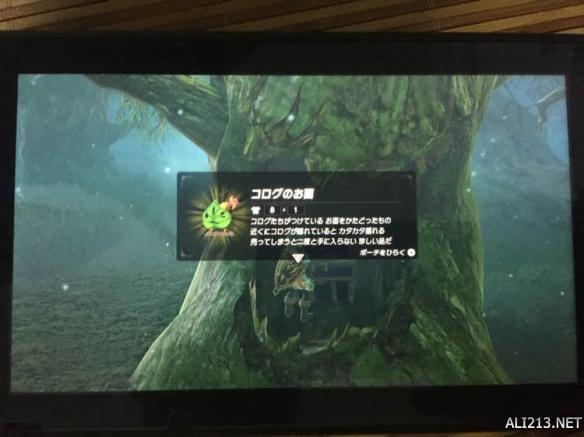 コログのお面
8 › 1
コログたちがつけている お面をかたどったもの
近くにコログが隠れていると カタカタ揺れる
売ってしまうと二度と手に入らない 珍しい品だ
ポーチをひらく
ALI213.NET